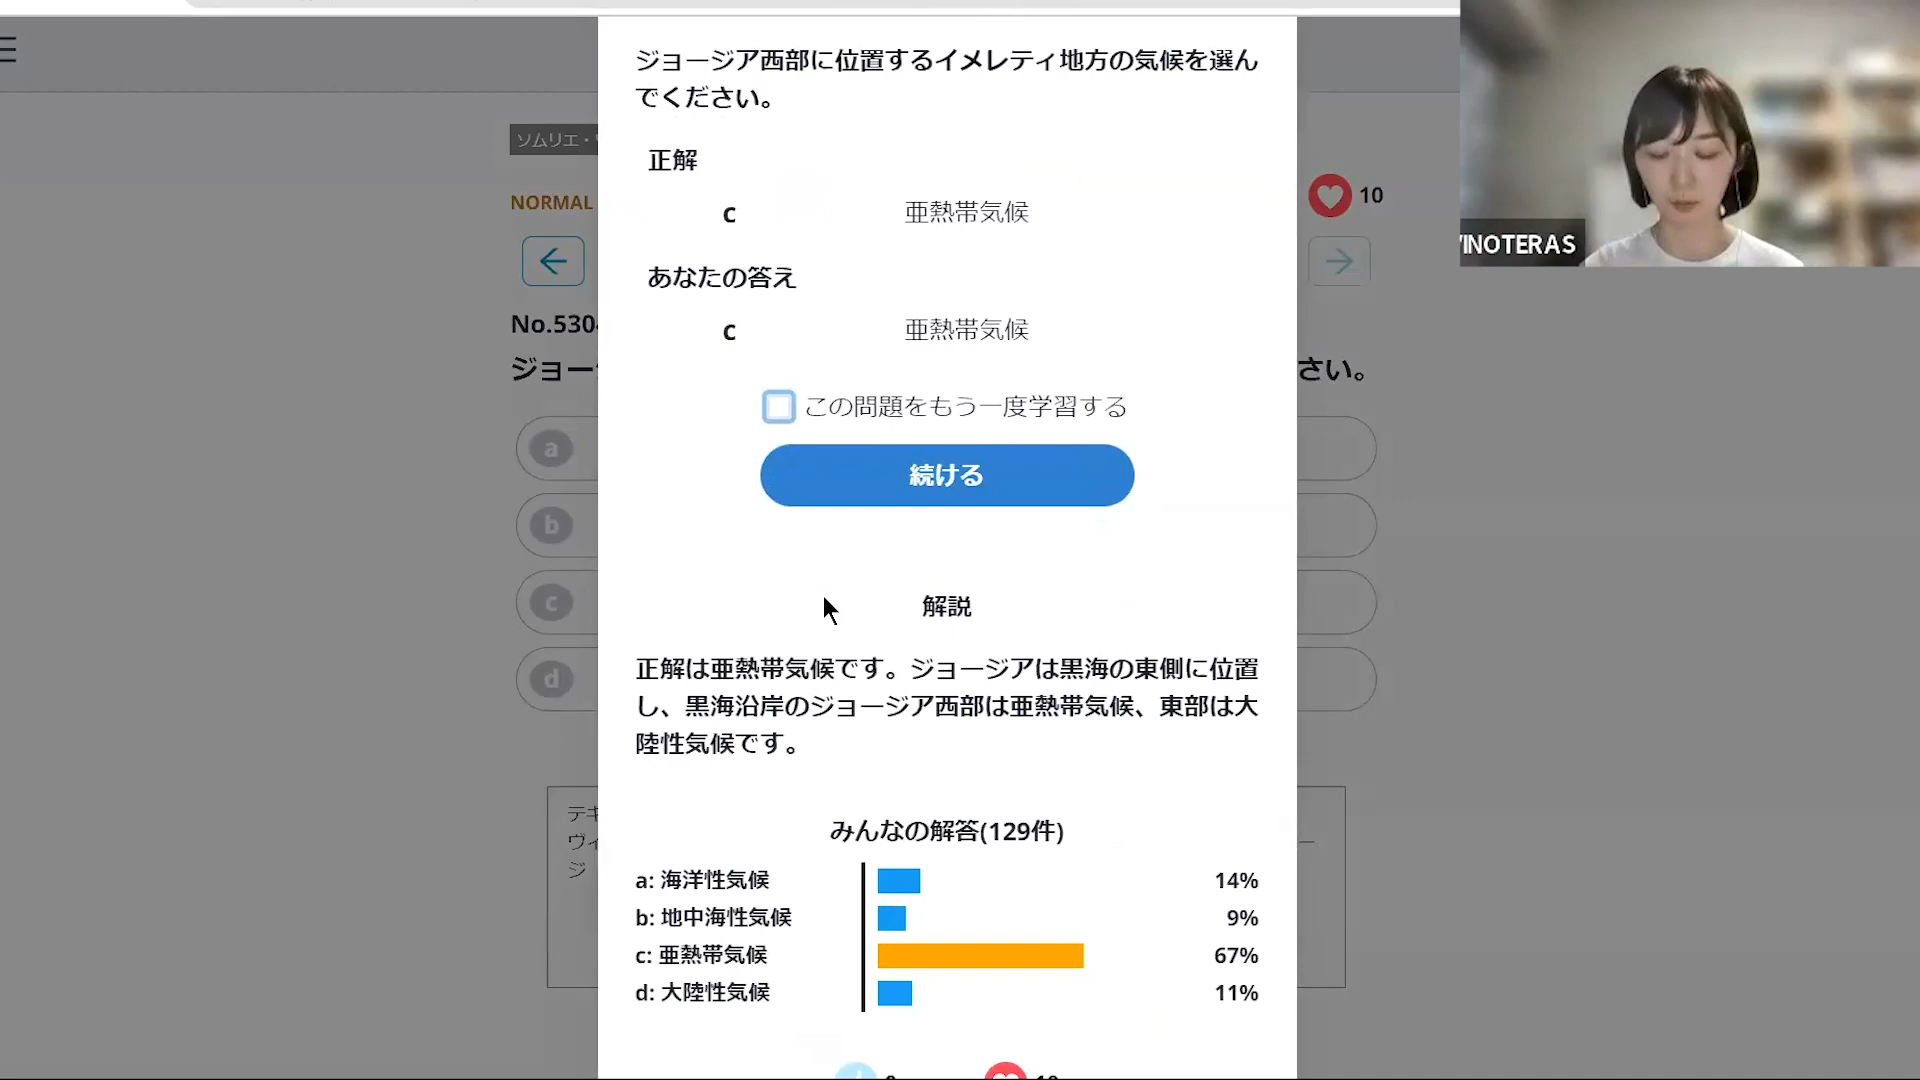 ジョージア西部に位置するイメレティ地方の気候を選ん
でください。
ソムリエ・
正解
NORMAL
c 亜熱帯気候
10
VINOTERAS
あなたの答え
No.530
c 亜熱帯気候
ジョー
さい。
この問題をもう一度学習する
a
続ける
b
c
解説
d
正解は亜熱帯気候です。ジョージアは黒海の東側に位置
し、黒海沿岸のジョージア西部は亜熱帯気候、東部は大
陸性気候です。
テキ
ヴィ
ジ
みんなの解答(129件)
a: 海洋性気候 14%
b: 地中海性気候 9%
c: 亜熱帯気候 67%
d: 大陸性気候 11%